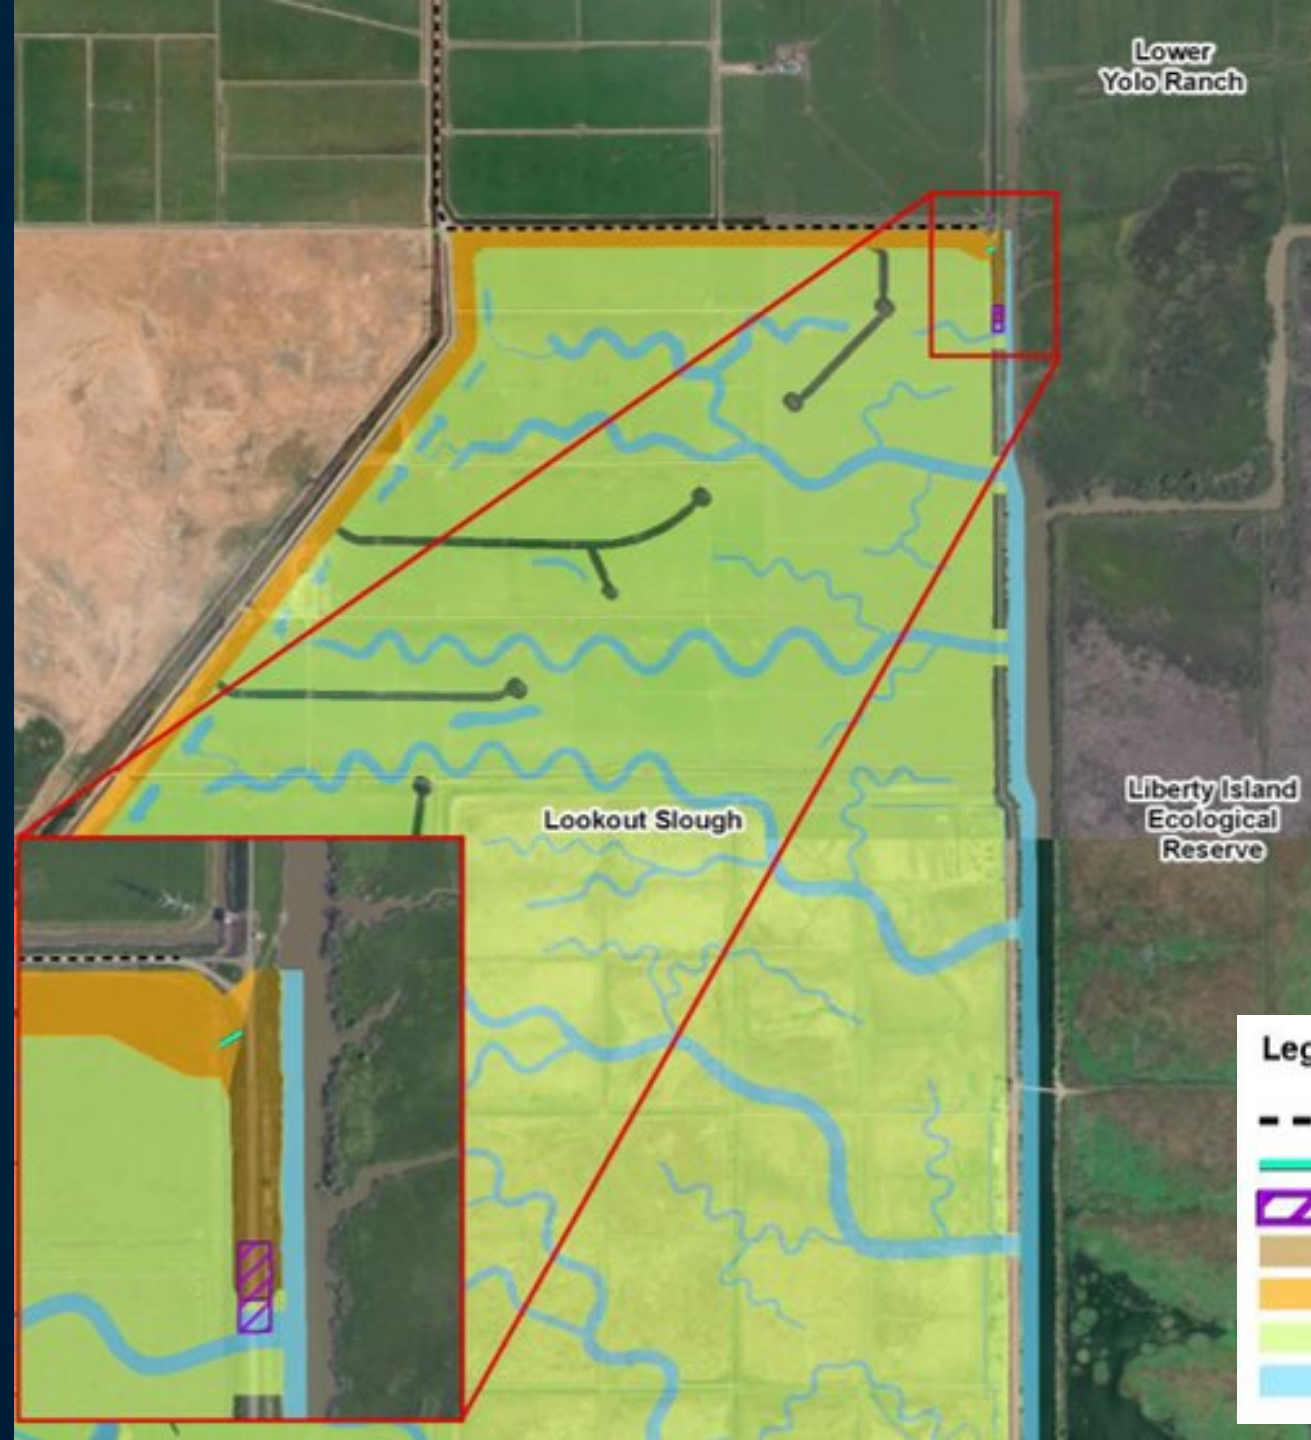 Lower
Yolo Ranch
Lookout Slough
Liberty Island
Ecological
Reserve
Leg